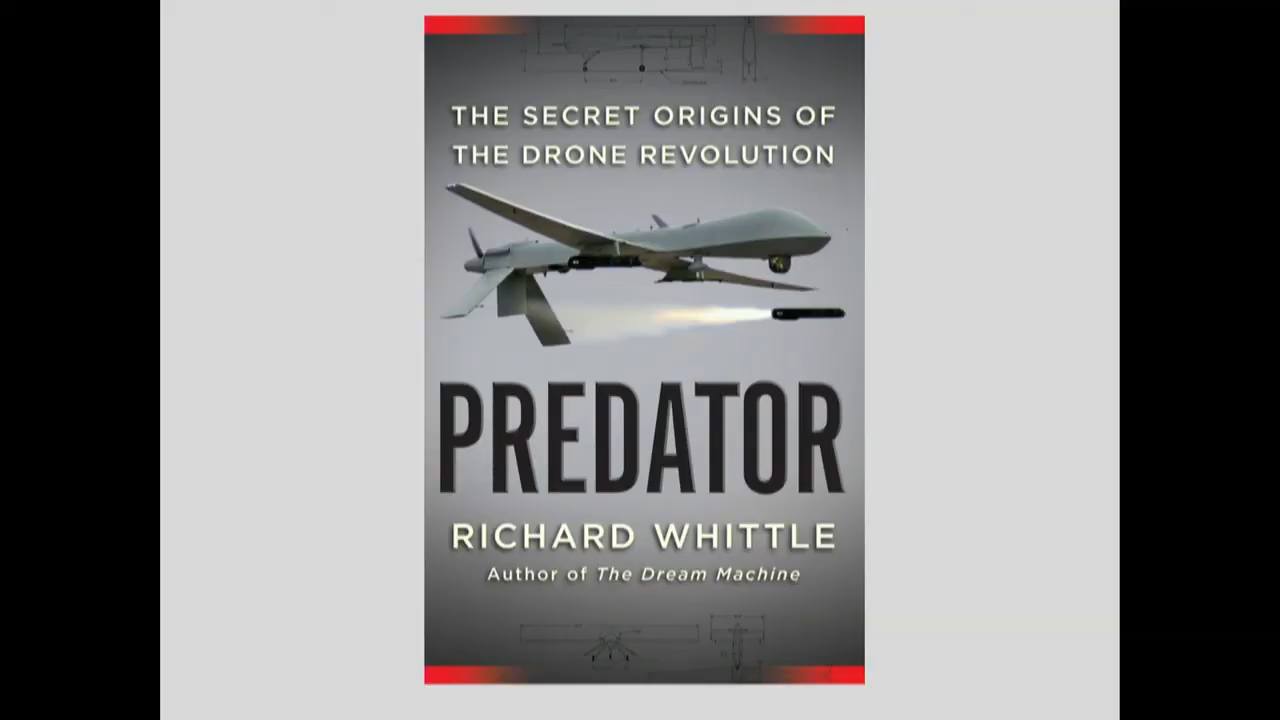 THE SECRET ORIGINS OF
THE DRONE REVOLUTION
PREDATOR
RICHARD WHITTLE
Author of The Dream Machine